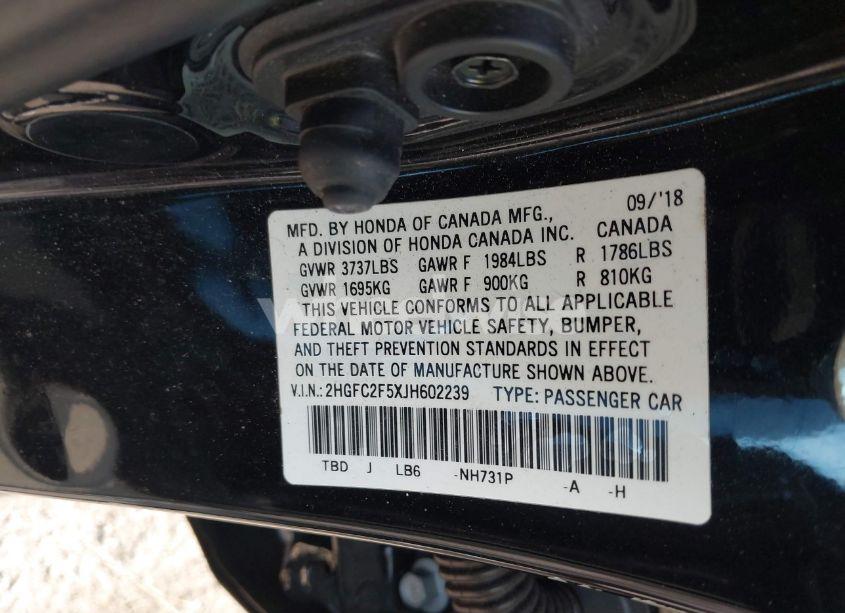 09/'18
MFD. BY HONDA OF CANADA MFG., CANADA
A DIVISION OF HONDA CANADA INC.
GVWR 3737LBS GAWR F 1984LBS R 1786LBS
GVWR 1695KG GAWR F 900KG R 810KG
THIS VEHICLE CONFORMS TO ALL APPLICABLE
FEDERAL MOTOR VEHICLE SAFETY, BUMPER,
AND THEFT PREVENTION STANDARDS IN EFFECT
ON THE DATE OF MANUFACTURE SHOWN ABOVE.
V.I.N.: 2HGFC2F5XJH602239 TYPE: PASSENGER CAR
TBD J LB6 -NH731P -A -H